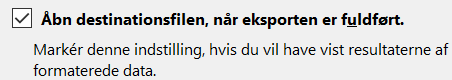 Åbn destinationsfilen, når eksporten er fuldført.
Markér denne indstilling, hvis du vil have vist resultaterne af
formaterede data.